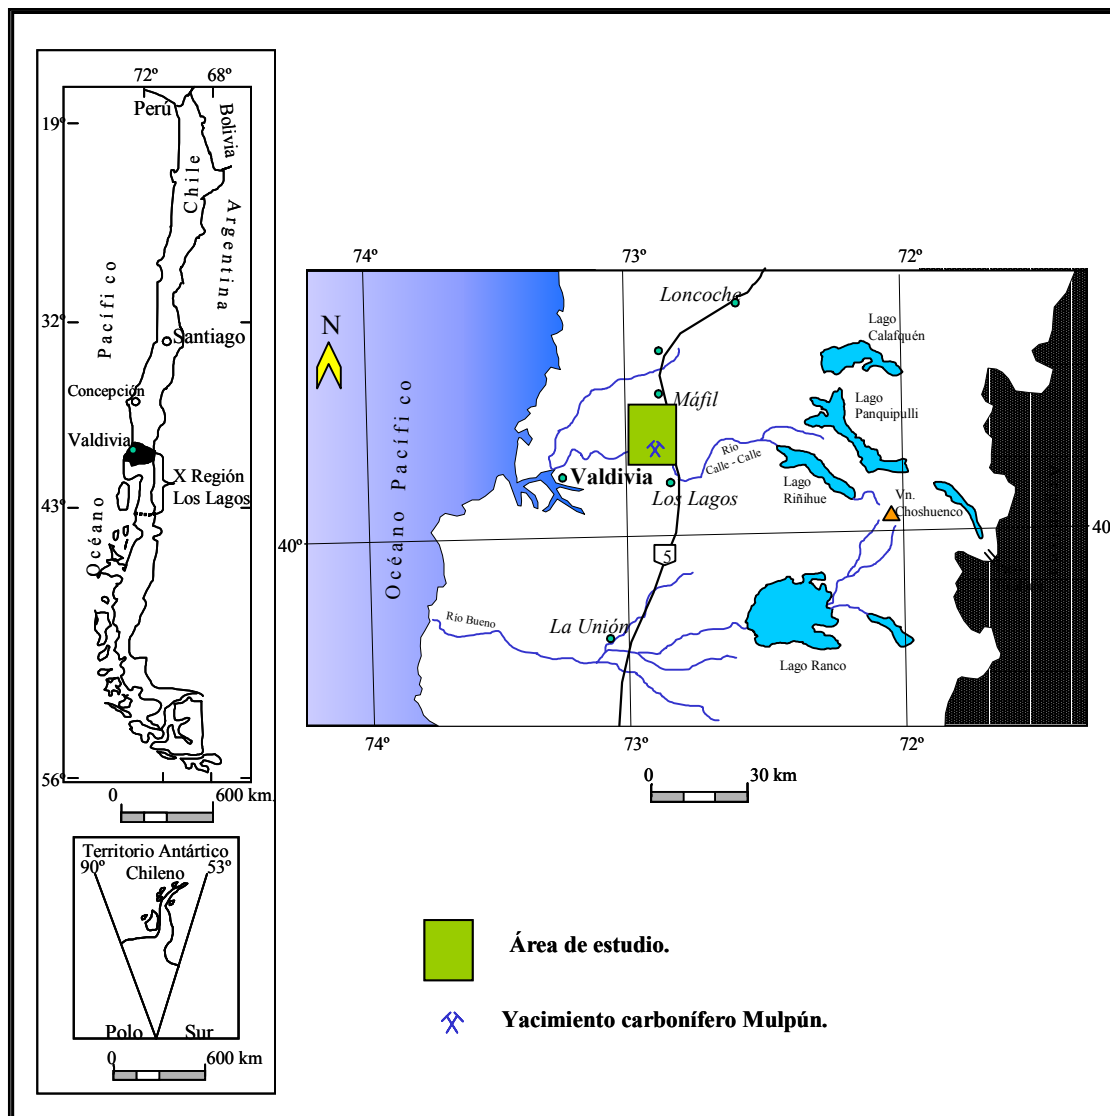 72º 68º
Perú
Bolivia
19º
Chile
Argentina
Pacífico
32º
Santiago
Concepción
Valdivia
X Región
Los Lagos
43º
Océano
56º
0 600 km.
Territorio Antártico
90º 53º
Chileno
Polo Sur
0 600 km
74º 73º 72º
Loncoche
Lago
Calafquén
N
Máfil
Lago
Panquipulli
Océano Pacífico
Río
Calle - Calle
Valdivia
Los Lagos
Lago
Riñihue
Vn.
Choshuenco
40º 40º
5
Río Bueno
La Unión
Lago Ranco
74º 73º 72º
0 30 km
Área de estudio.
Yacimiento carbonífero Mulpún.